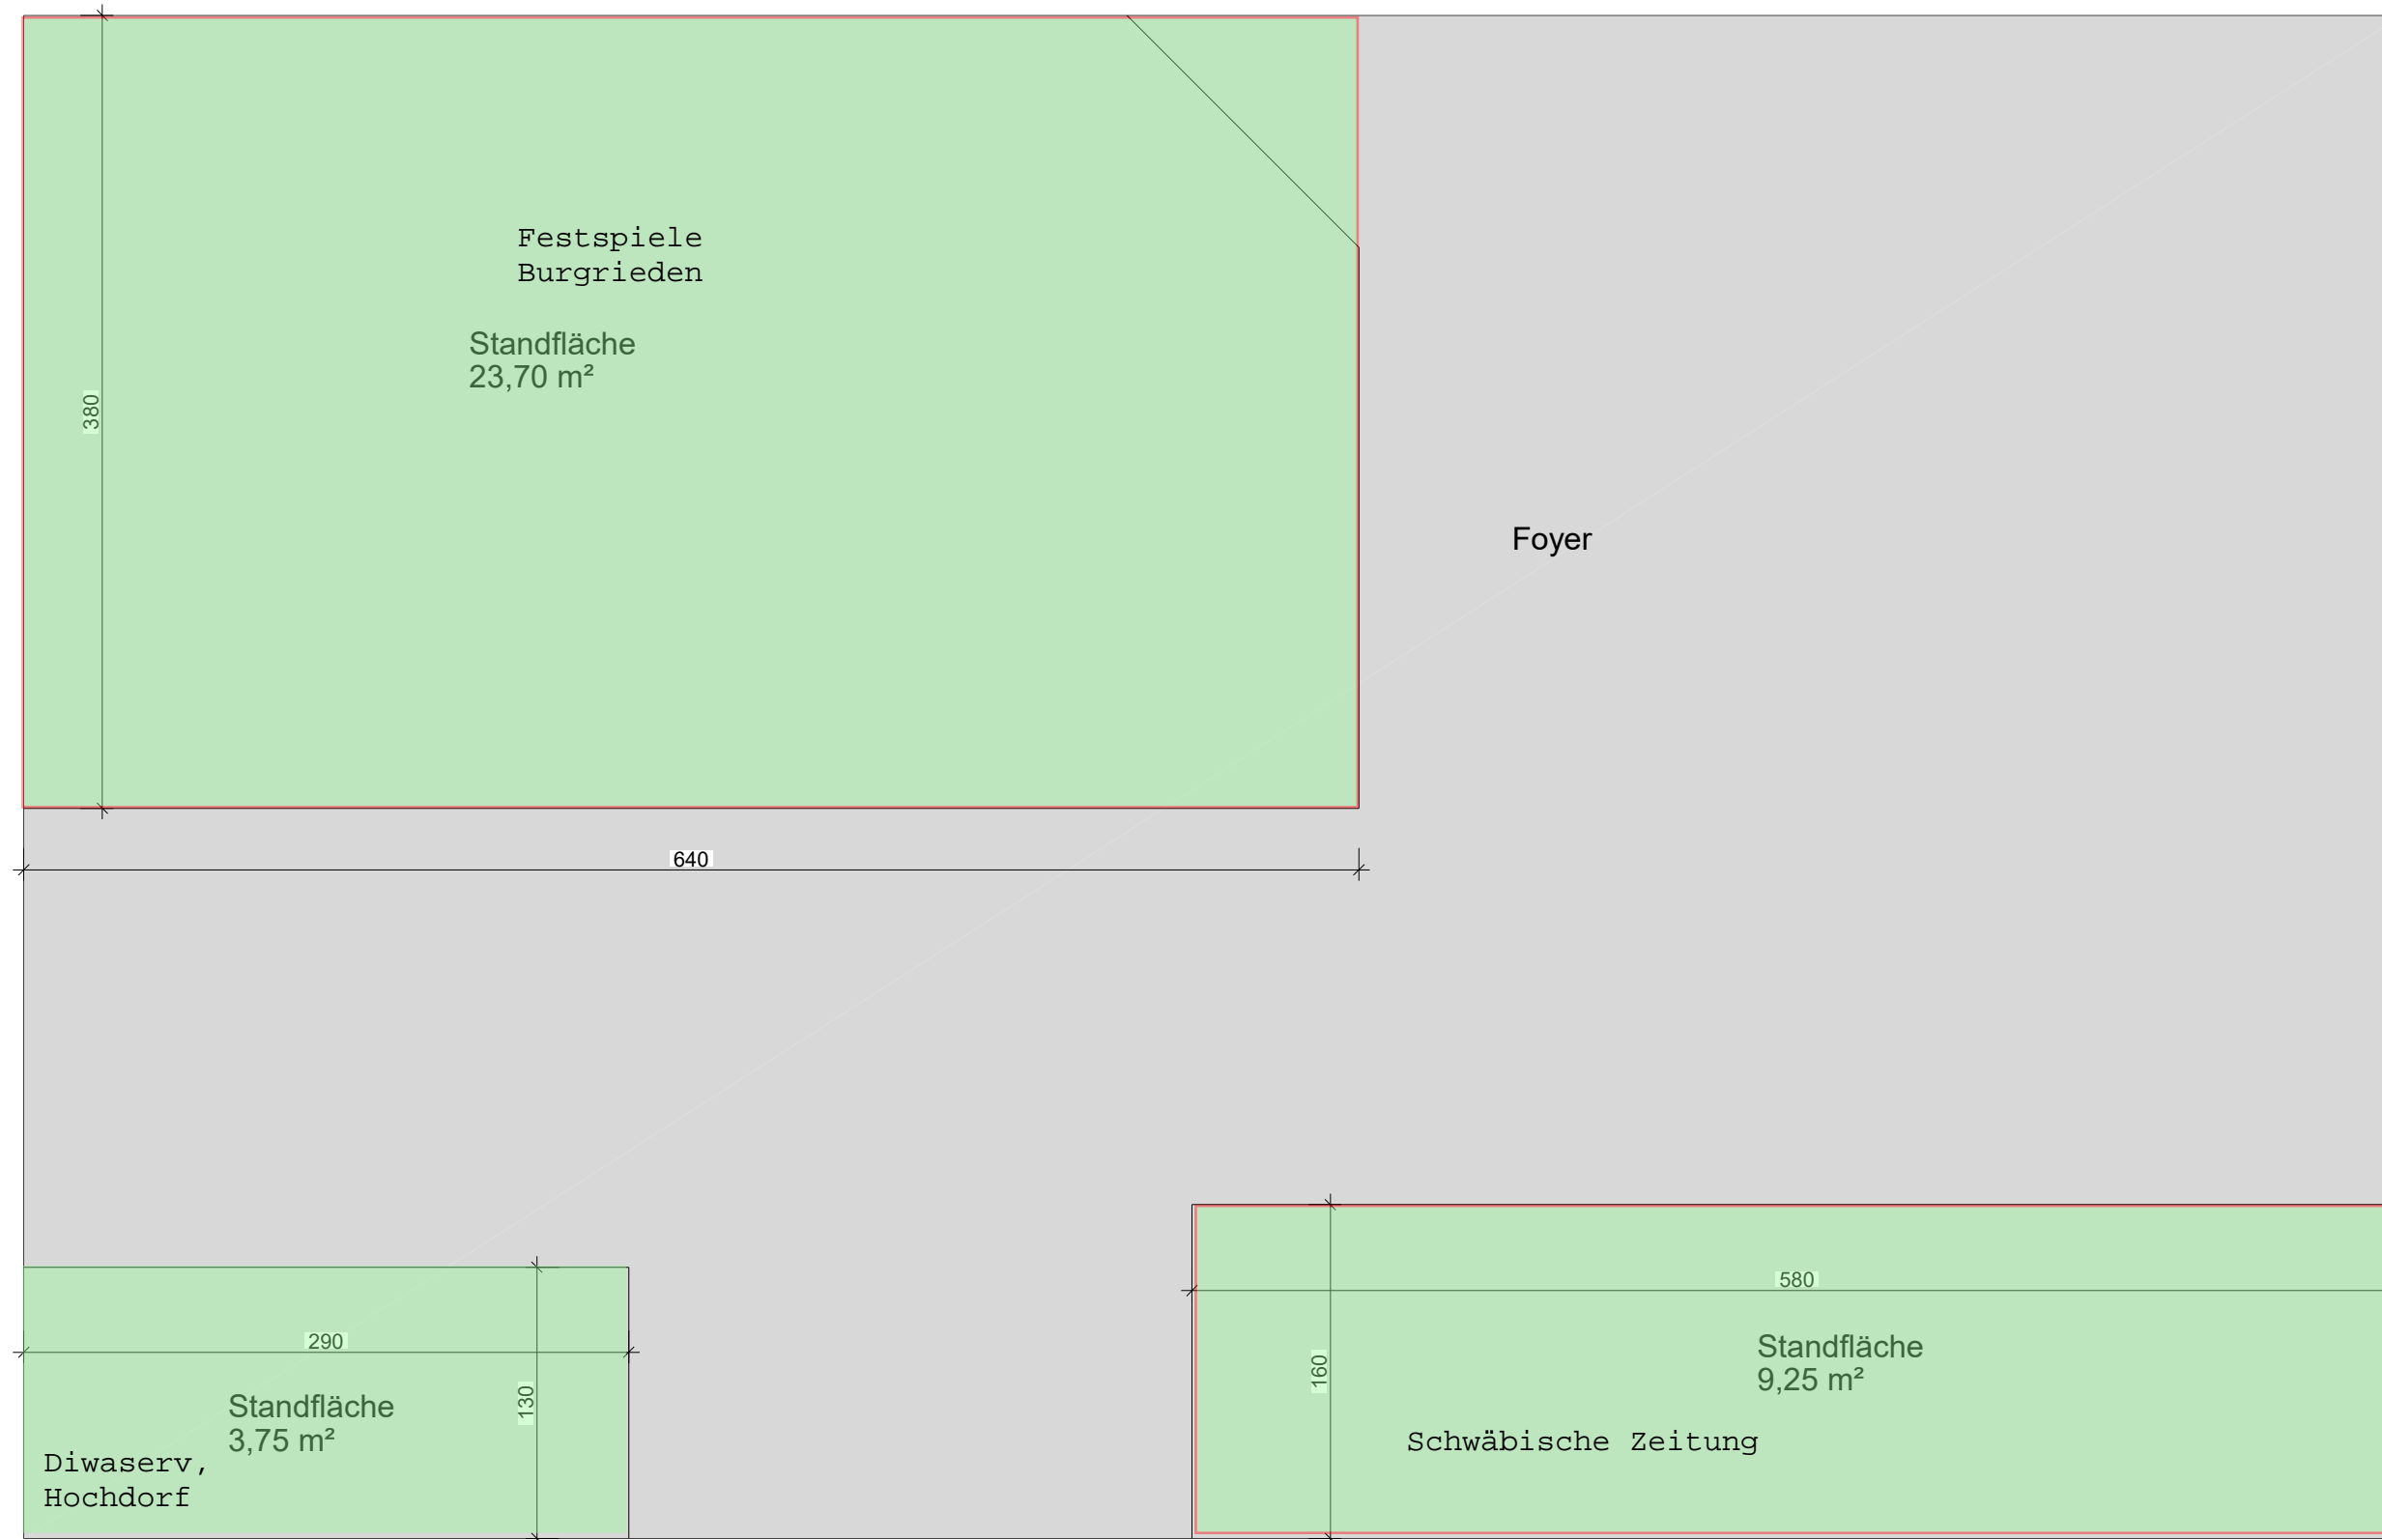 Festspiele
Burgrieden
Standfläche
23,70 m²
380
Foyer
640
580
290
Standfläche
9,25 m²
160
130
Standfläche
3,75 m²
Schwäbische Zeitung
Diwaserv,
Hochdorf